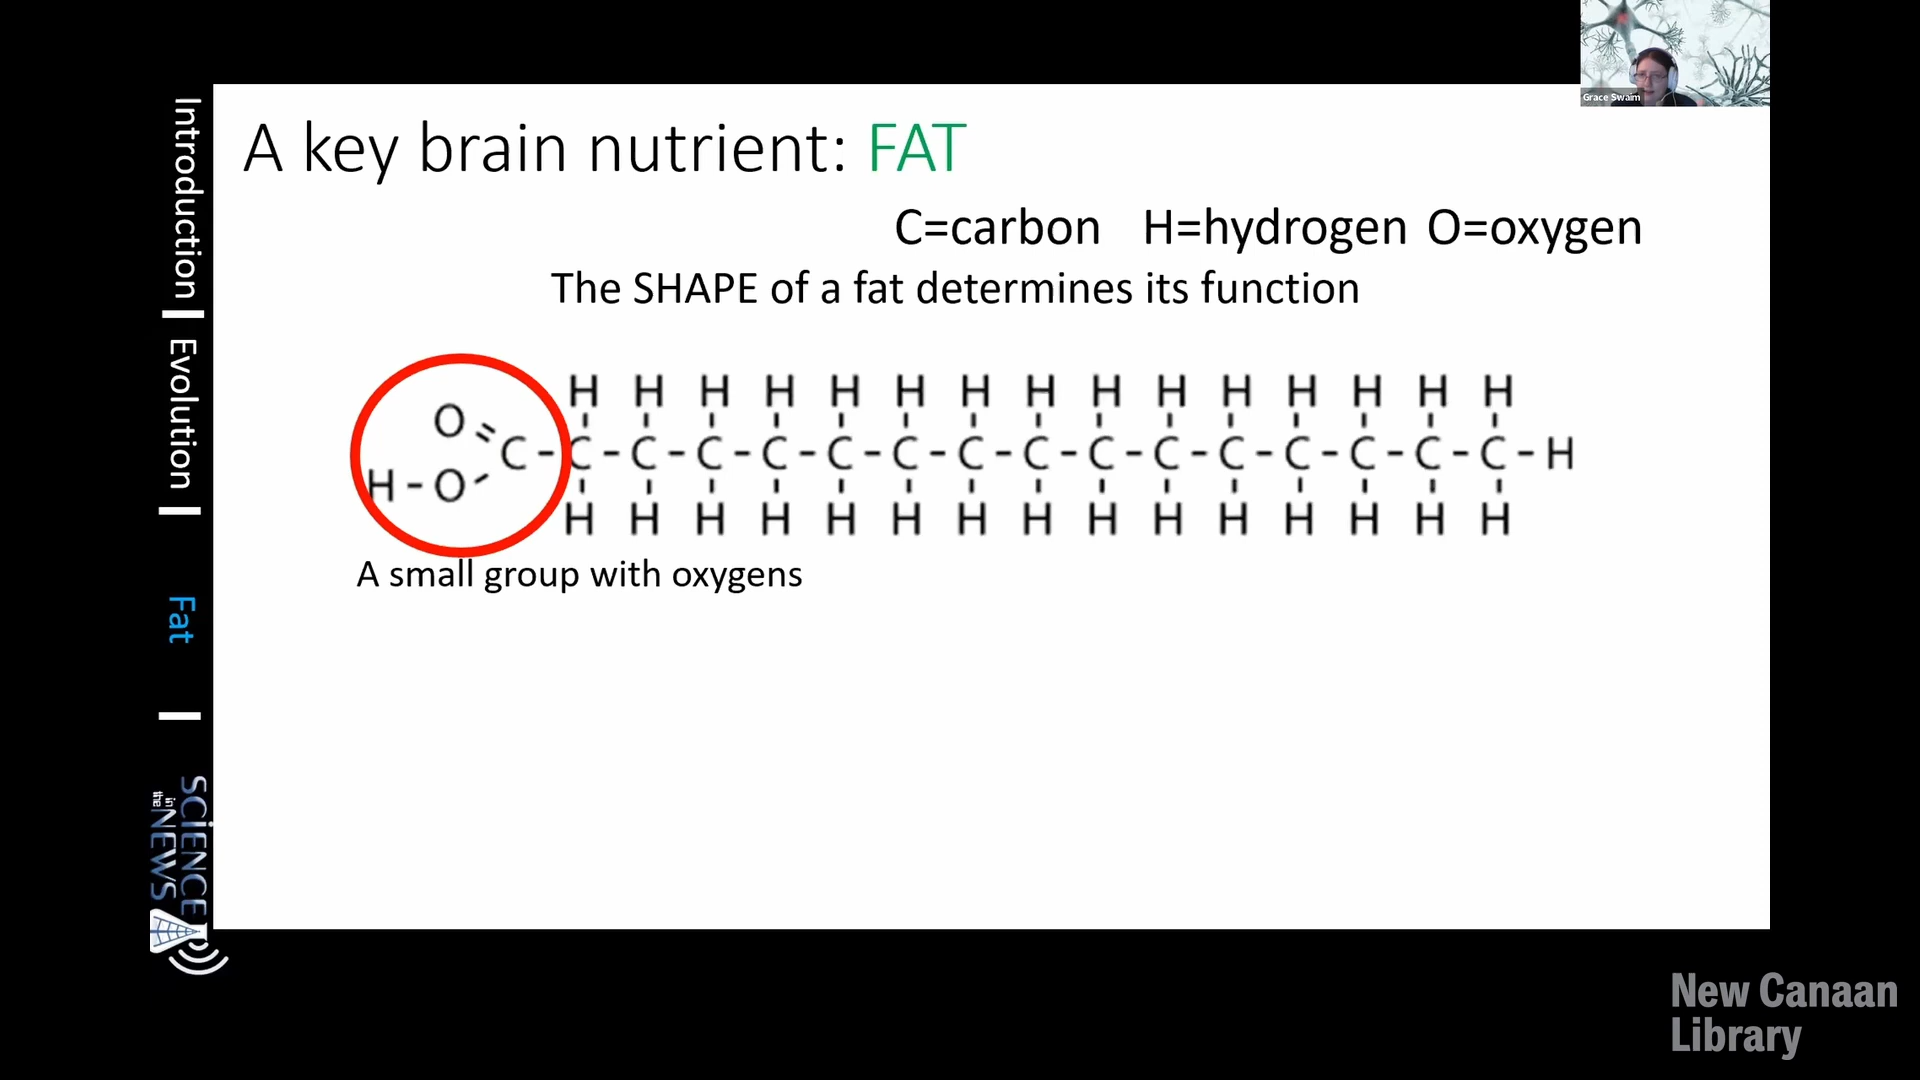 Grace Swaim
A key brain nutrient: FAT
C=carbon H=hydrogen O=oxygen
The SHAPE of a fat determines its function
H H H H H H H H H H H H H H H
O
C-C-C-C-C-C-C-C-C-C-C-C-C-C-C-C-H
H-O
H H H H H H H H H H H H H H H
A small group with oxygens
Introduction
Evolution
Fat
SCIENCE
in the
NEWS
New Canaan
Library